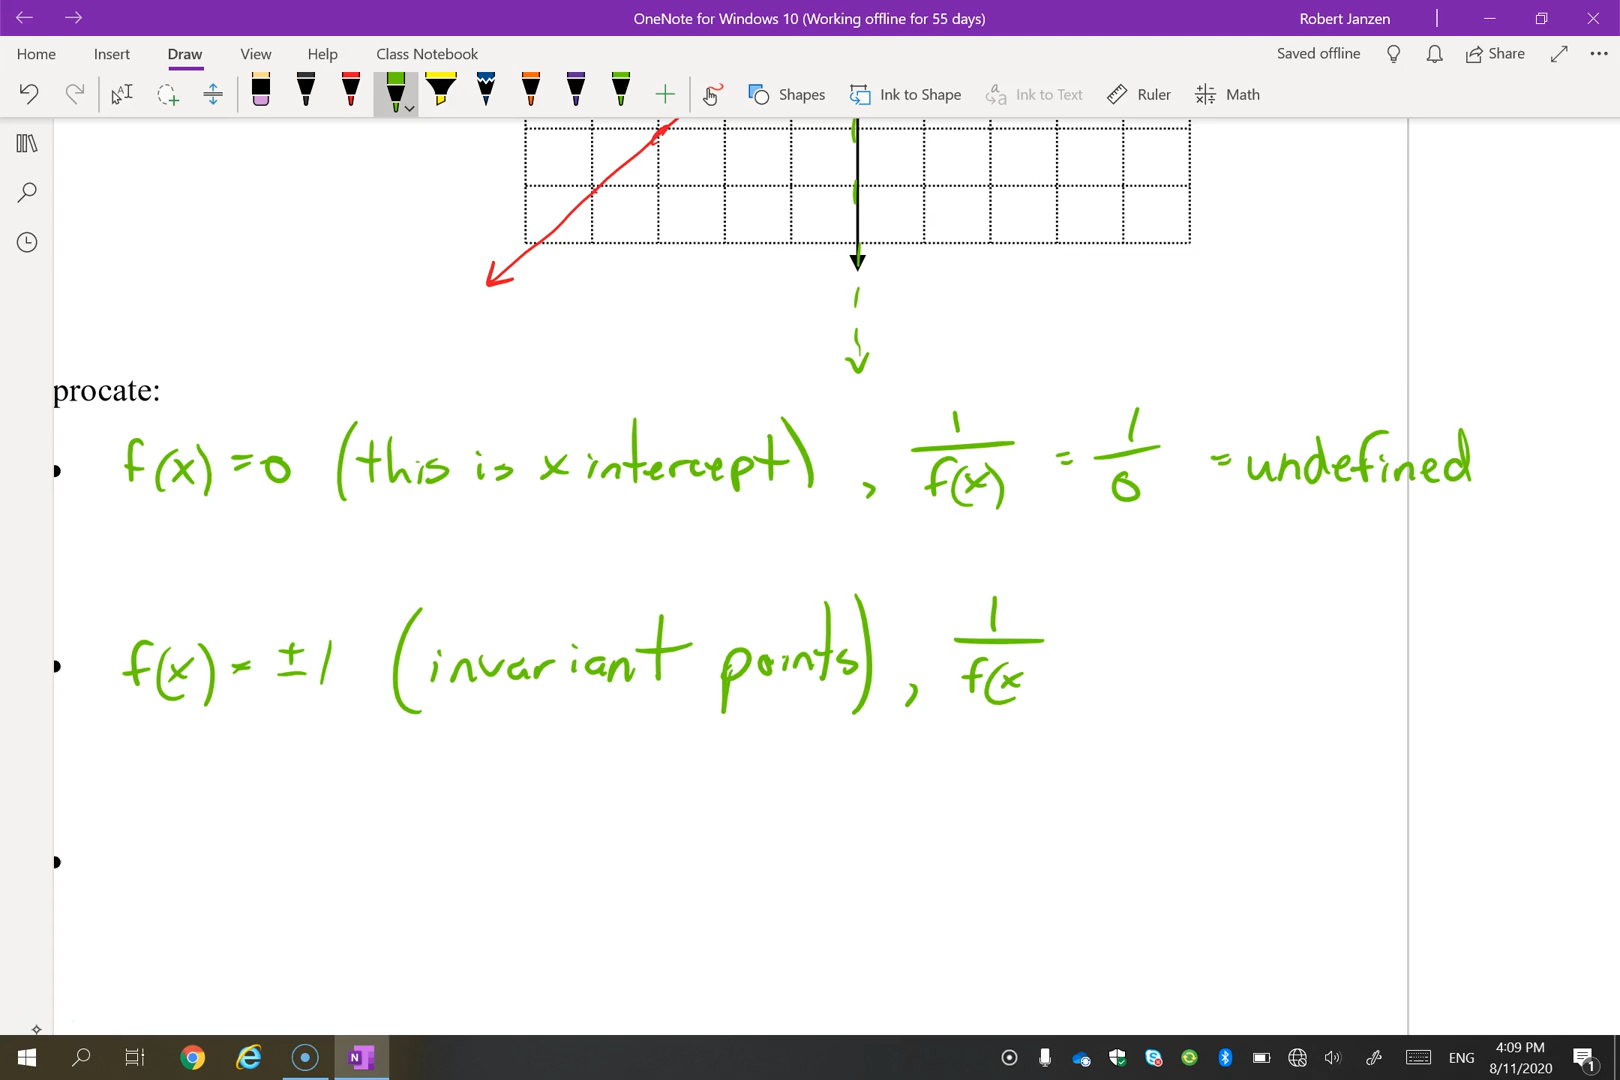 OneNote for Windows 10 (Working offline for 55 days)
Robert Janzen
Home Insert Draw View Help Class Notebook
Saved offline Share
Shapes Ink to Shape Ink to Text Ruler Math
procate:
f(x) = 0 (this is x intercept) , 1/f(x) = 1/0 = undefined
f(x) = ±1 (invariant points) , 1/f(x
ENG
4:09 PM
8/11/2020
1